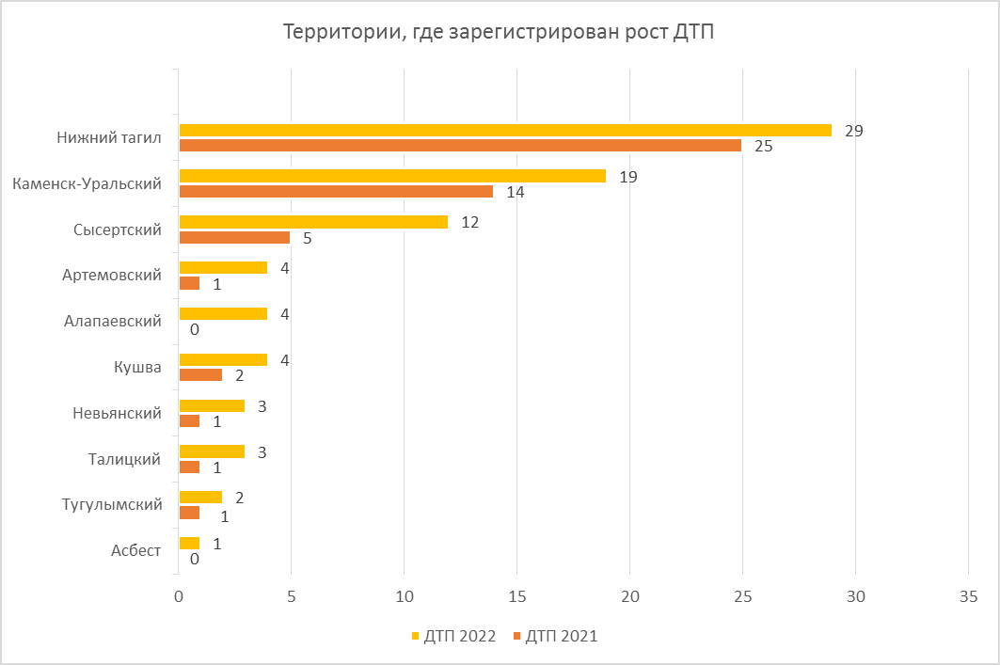 Территории, где зарегистрирован рост ДТП
Нижний тагил 29
25
Каменск-Уральский 19
14
Сысертский 12
5
Артемовский 4
1
Алапаевский 4
0
Кушва 4
2
Невьянский 3
1
Талицкий 3
1
Тугулымский 2
1
Асбест 1
0
0 5 10 15 20 25 30 35
ДТП 2022 ДТП 2021